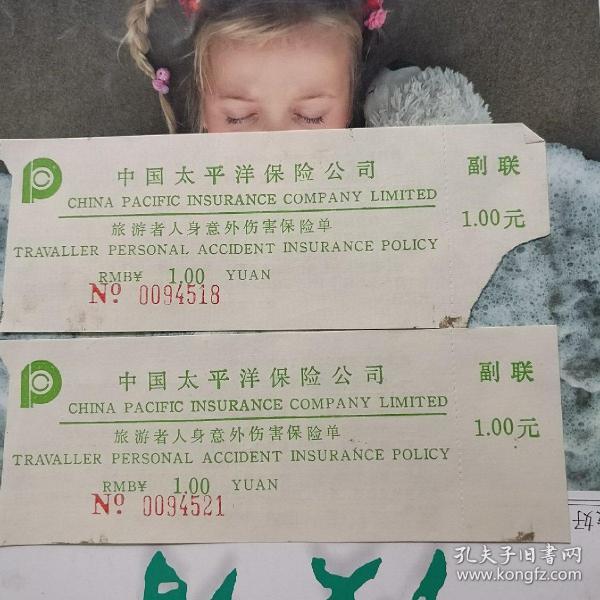 中国太平洋保险公司
CHINA PACIFIC INSURANCE COMPANY LIMITED
旅游者人身意外伤害保险单
TRAVALLER PERSONAL ACCIDENT INSURANCE POLICY
RMB¥ 1.00 YUAN
Nº 0094518
副联
1.00元
中国太平洋保险公司
CHINA PACIFIC INSURANCE COMPANY LIMITED
旅游者人身意外伤害保险单
TRAVALLER PERSONAL ACCIDENT INSURANCE POLICY
RMB¥ 1.00 YUAN
Nº 0094521
副联
1.00元
好
孔夫子旧书网
www.kongfz.com